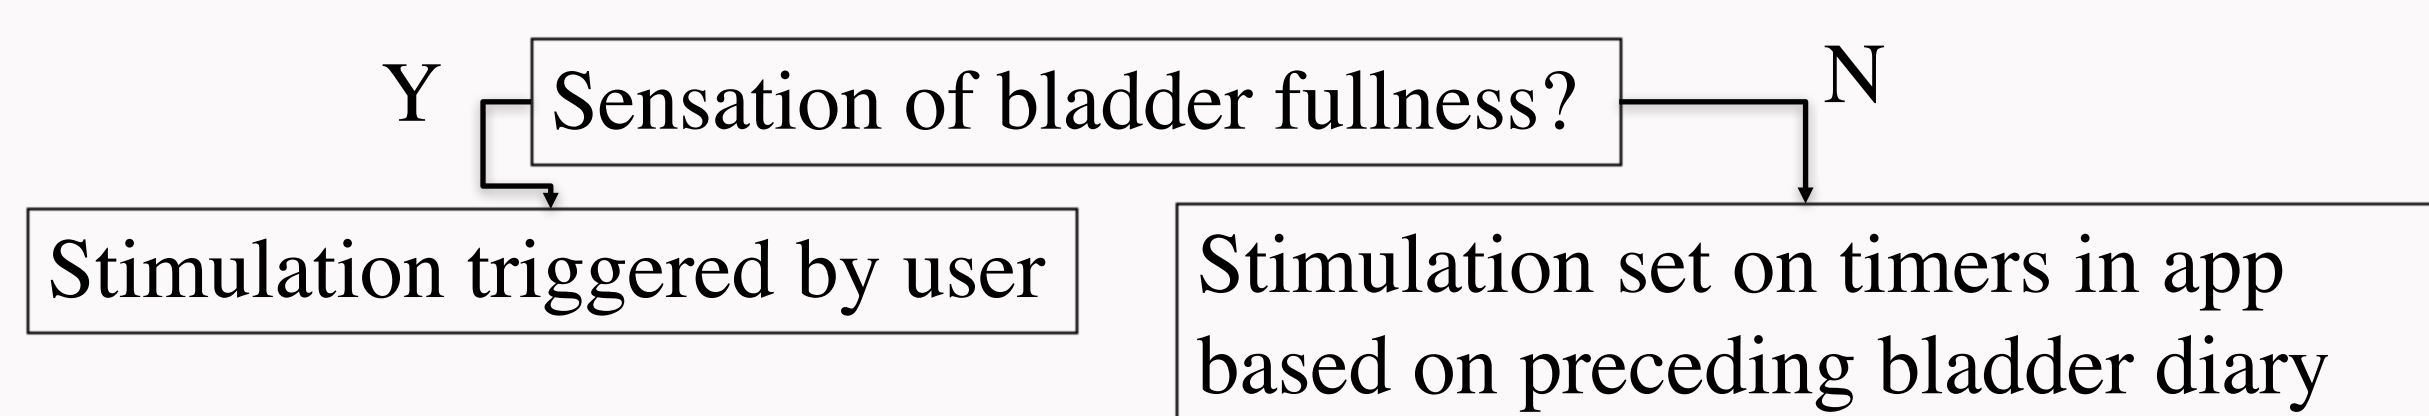 Y
Sensation of bladder fullness?
N
Stimulation triggered by user
Stimulation set on timers in app
based on preceding bladder diary